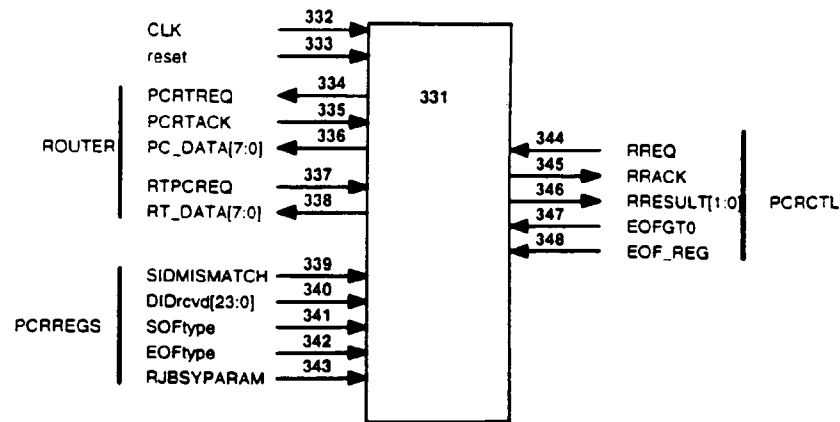 CLK 332
reset 333
PCRTREQ 334
331
ROUTER
PCRTACK 335
PC_DATA[7:0] 336
RTPCREQ 337
RT_DATA[7:0] 338
344 RREQ
345 RRACK
346 RRESULT[1:0]
PCRCTL
347 EOFGT0
348 EOF_REG
SIDMISMATCH 339
DIDrcvd[23:0] 340
PCRREGS
SOFtype 341
EOFtype 342
RJBSYPARAM 343